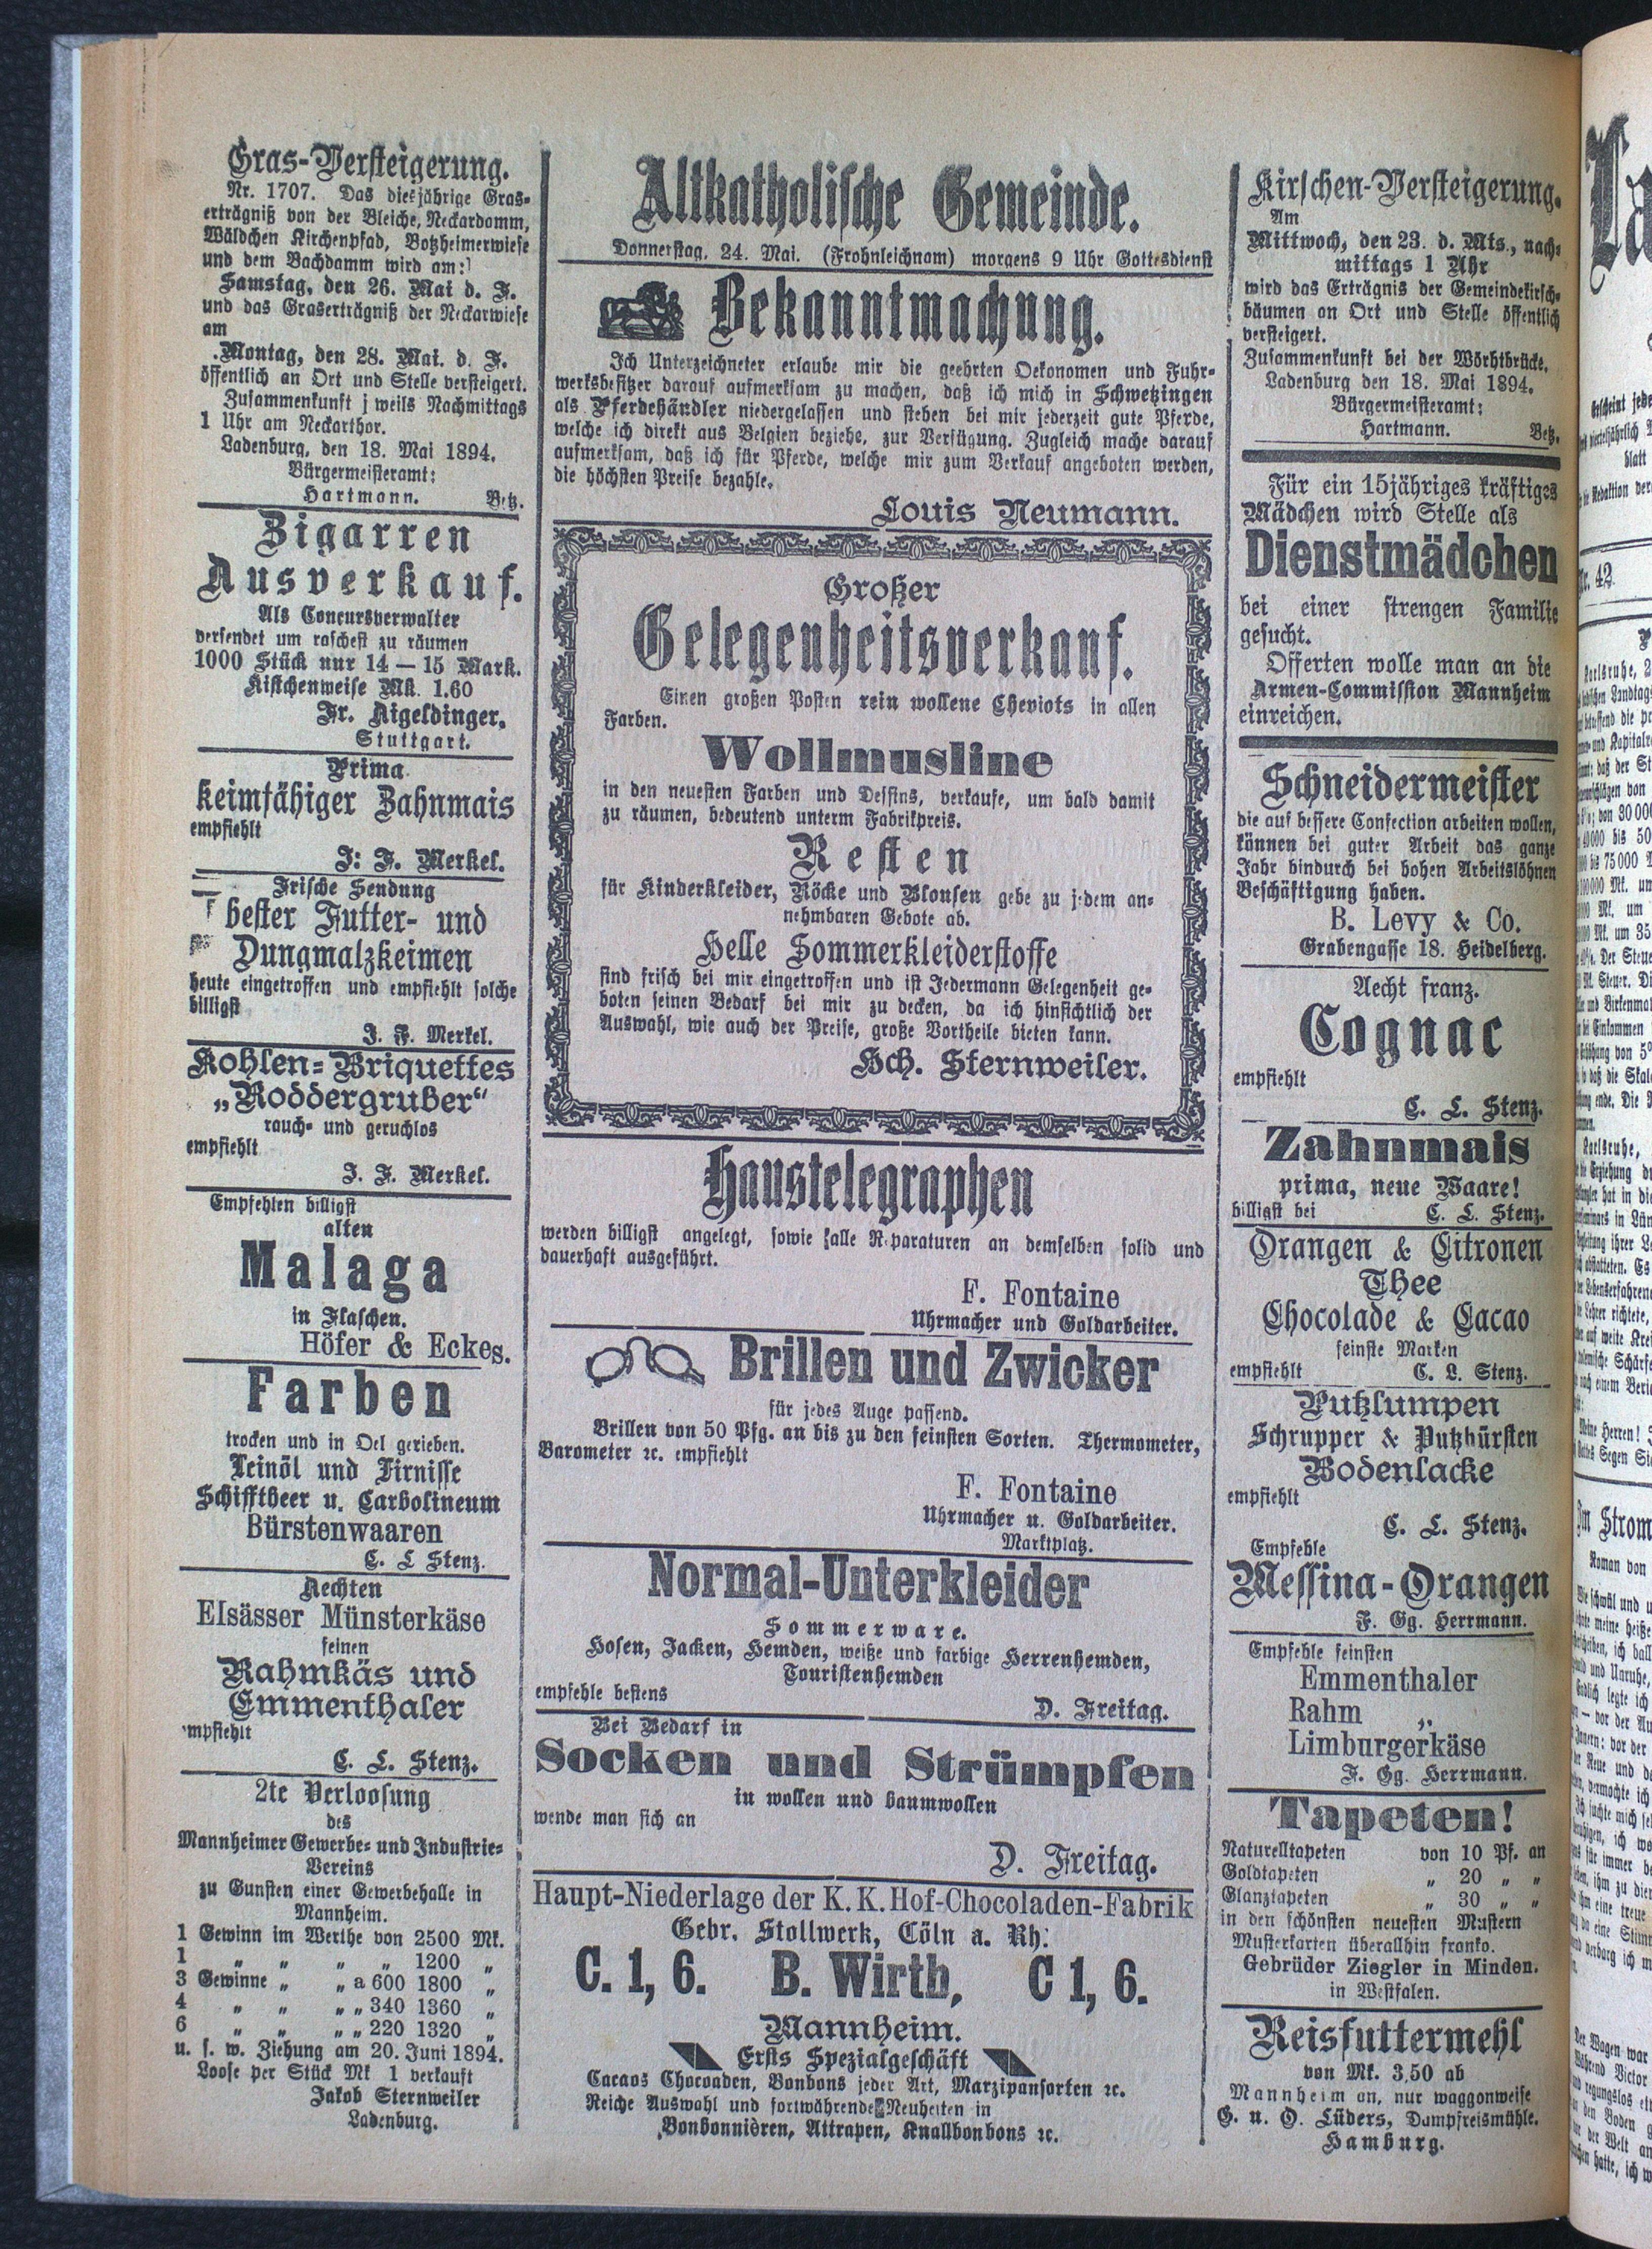 Gras-Versteigerung.
Nr. 1707. Das diesjährige Gras-
erträgniß von der Bleiche, Neckardamm,
Wäldchen Kirchenpfad, Botzheimerwiese
und dem Bachdamm wird am:
Samstag, den 26. Mai d. J.
und das Graserträgniß der Neckarwiese
am
Montag, den 28. Mai. d. J.
öffentlich an Ort und Stelle versteigert.
Zusammenkunft j weils Nachmittags
1 Uhr am Neckarthor.
Ladenburg, den 18. Mai 1894.
Bürgermeisteramt:
Hartmann. Betz.
Zigarren
Ausverkauf.
Als Concursverwalter
versendet um raschest zu räumen
1000 Stück nur 14 — 15 Mark.
Kistchenweise Mk. 1.60
Fr. Aigeldinger,
Stuttgart.
Prima
keimfähiger Zahnmais
empfiehlt
J: F. Merkel.
Frische Sendung
bester Futter- und
Dungmalzkeimen
heute eingetroffen und empfiehlt solche
billigst
J. F. Merkel.
Kohlen-Briquettes
„Roddergruber“
rauch- und geruchlos
empfiehlt
J. F. Merkel.
Empfehlen billigst
alten
Malaga
in Flaschen.
Höfer & Eckes.
Farben
trocken und in Oel gerieben.
Leinöl und Firnisse
Schifftheer u. Carbolineum
Bürstenwaaren
C. L Stenz.
Aechten
Elsässer Münsterkäse
feinen
Rahmkäs und
Emmenthaler
mpfiehlt
C. L. Stenz.
2te Verloosung
des
Mannheimer Gewerbe- und Industrie-
Vereins
zu Gunsten einer Gewerbehalle in
Mannheim.
1 Gewinn im Werthe von 2500 Mk.
1 „ „ „ „ 1200 „
3 Gewinne „ „ a 600 1800 „
4 „ „ „ „ 340 1360 „
6 „ „ „ „ 220 1320 „
u. s. w. Ziehung am 20. Juni 1894.
Loose per Stück Mk 1 verkauft
Jakob Sternweiler
Ladenburg.
Altkatholische Gemeinde.
Donnerstag, 24. Mai. (Frohnleichnam) morgens 9 Uhr Gottesdienst
Bekanntmachung.
Ich Unterzeichneter erlaube mir die geehrten Oekonomen und Fuhr-
werksbesitzer darauf aufmerksam zu machen, daß ich mich in Schwetzingen
als Pferdehändler niedergelassen und stehen bei mir jederzeit gute Pferde,
welche ich direkt aus Belgien beziehe, zur Verfügung. Zugleich mache darauf
aufmerksam, daß ich für Pferde, welche mir zum Verkauf angeboten werden,
die höchsten Preise bezahle.
Louis Neumann.
Großer
Gelegenheitsverkauf.
Einen großen Posten rein wollene Cheviots in allen
Farben.
Wollmusline
in den neuesten Farben und Dessins, verkaufe, um bald damit
zu räumen, bedeutend unterm Fabrikpreis.
Resten
für Kinderkleider, Röcke und Blousen gebe zu jedem an-
nehmbaren Gebote ab.
Helle Sommerkleiderstoffe
sind frisch bei mir eingetroffen und ist Jedermann Gelegenheit ge-
boten seinen Bedarf bei mir zu decken, da ich hinsichtlich der
Auswahl, wie auch der Preise, große Vortheile bieten kann.
Hch. Sternweiler.
Haustelegraphen
werden billigst angelegt, sowie alle Reparaturen an demselben solid und
dauerhaft ausgeführt.
F. Fontaine
Uhrmacher und Goldarbeiter.
Brillen und Zwicker
für jedes Auge passend.
Brillen von 50 Pfg. an bis zu den feinsten Sorten. Thermometer,
Barometer ꝛc. empfiehlt
F. Fontaine
Uhrmacher u. Goldarbeiter.
Marktplatz.
Normal-Unterkleider
Sommerware.
Hosen, Jacken, Hemden, weiße und farbige Herrenhemden,
Touristenhemden
empfehle bestens
D. Freitag.
Bei Bedarf in
Socken und Strümpfen
in wollen und baumwollen
wende man sich an
D. Freitag.
Haupt-Niederlage der K. K. Hof-Chocoladen-Fabrik
Gebr. Stollwerk, Cöln a. Rh.
C. 1, 6. B. Wirth, C 1, 6.
Mannheim.
Erstes Spezialgeschäft
Cacaos Chocoaden, Bonbons jeder Art, Marzipansorten ꝛc.
Reiche Auswahl und fortwährende Neuheiten in
Bonbonnièren, Attrapen, Knallbonbons ꝛc.
Kirschen-Versteigerung.
Am
Mittwoch, den 23. d. Mts., nach-
mittags 1 Uhr
wird das Erträgnis der Gemeindekirsch-
bäumen an Ort und Stelle öffentlich
versteigert.
Zusammenkunft bei der Wörhtbrücke.
Ladenburg den 18. Mai 1894.
Bürgermeisteramt:
Hartmann. Betz.
Für ein 15jähriges kräftiges
Mädchen wird Stelle als
Dienstmädchen
bei einer strengen Familie
gesucht.
Offerten wolle man an die
Armen-Commission Mannheim
einreichen.
Schneidermeister
die auf bessere Confection arbeiten wollen,
können bei guter Arbeit das ganze
Jahr hindurch bei hohen Arbeitslöhnen
Beschäftigung haben.
B. Levy & Co.
Grabengasse 18. Heidelberg.
Aecht franz.
Cognac
empfiehlt
C. L. Stenz.
Zahnmais
prima, neue Waare!
billigst bei C. L. Stenz.
Orangen & Citronen
Thee
Chocolade & Cacao
feinste Marken
empfiehlt C. L. Stenz.
Putzlumpen
Schrupper & Putzbürsten
Bodenlacke
empfiehlt
C. L. Stenz.
Empfehle
Messina-Orangen
F. Gg. Herrmann.
Empfehle feinsten
Emmenthaler
Rahm „
Limburgerkäse
F. Gg. Herrmann.
Tapeten!
Naturelltapeten von 10 Pf. an
Goldtapeten „ 20 „ „
Glanztapeten „ 30 „ „
in den schönsten neuesten Mustern
Musterkarten überallhin franko.
Gebrüder Ziegler in Minden.
in Westfalen.
Reisfuttermehl
von Mk. 3,50 ab
Mannheim an, nur waggonweise
G. u. O. Lüders, Dampfreismühle.
Hamburg.